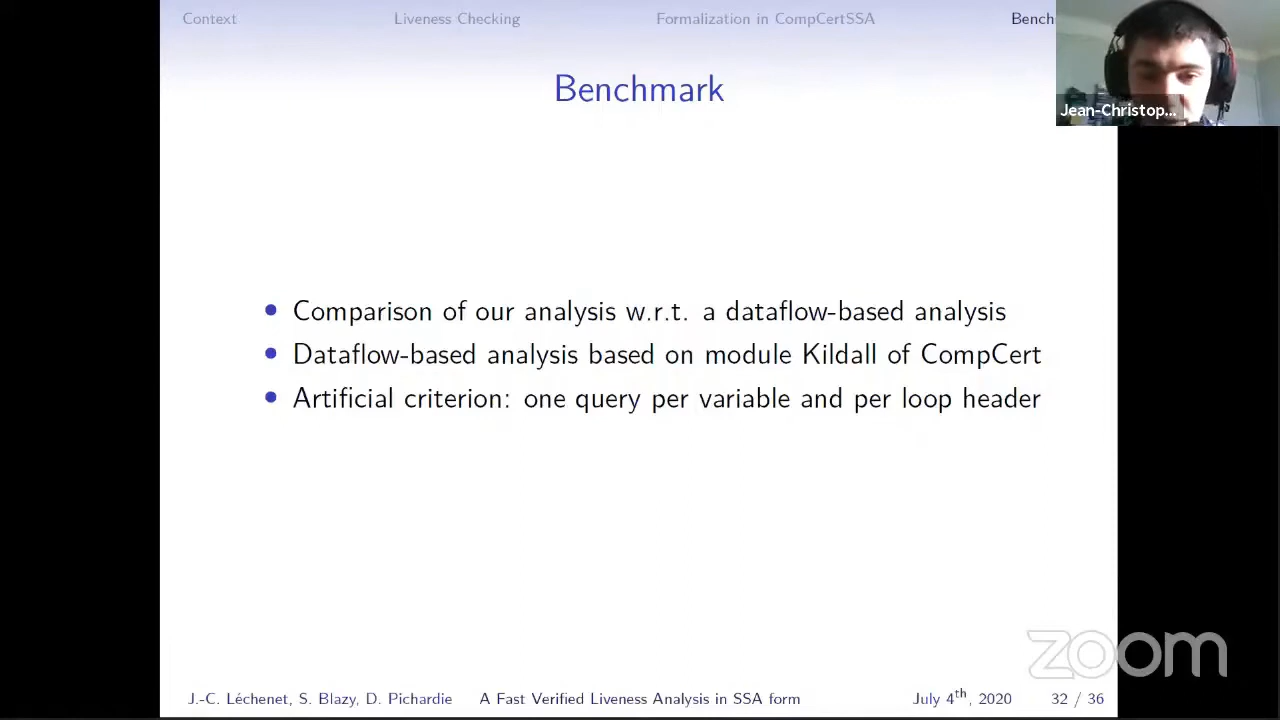 Context Liveness Checking Formalization in CompCertSSA Bench
Jean-Christop...
Benchmark
Comparison of our analysis w.r.t. a dataflow-based analysis
Dataflow-based analysis based on module Kildall of CompCert
Artificial criterion: one query per variable and per loop header
zoom
J.-C. Léchenet, S. Blazy, D. Pichardie A Fast Verified Liveness Analysis in SSA form July 4th, 2020 32 / 36